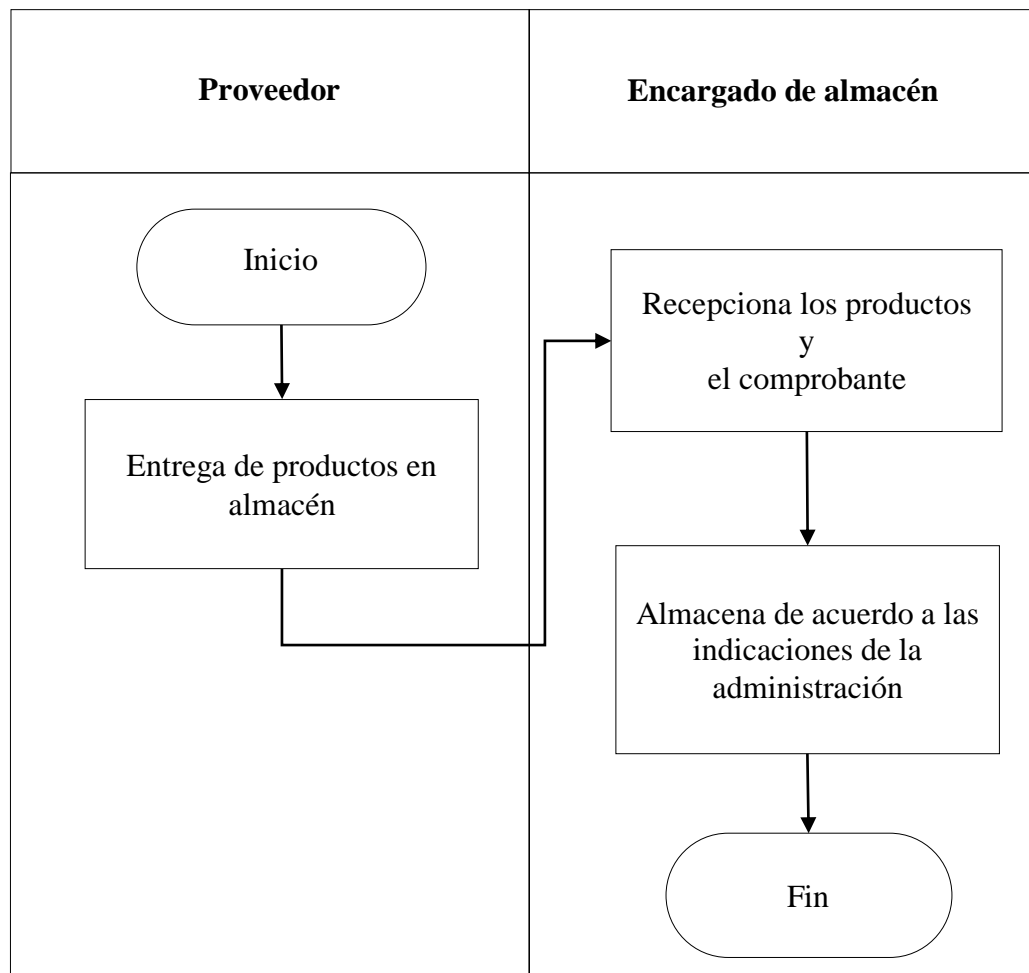 Proveedor
Encargado de almacén
Inicio
Entrega de productos en
almacén
Recepciona los productos
y
el comprobante
Almacena de acuerdo a las
indicaciones de la
administración
Fin